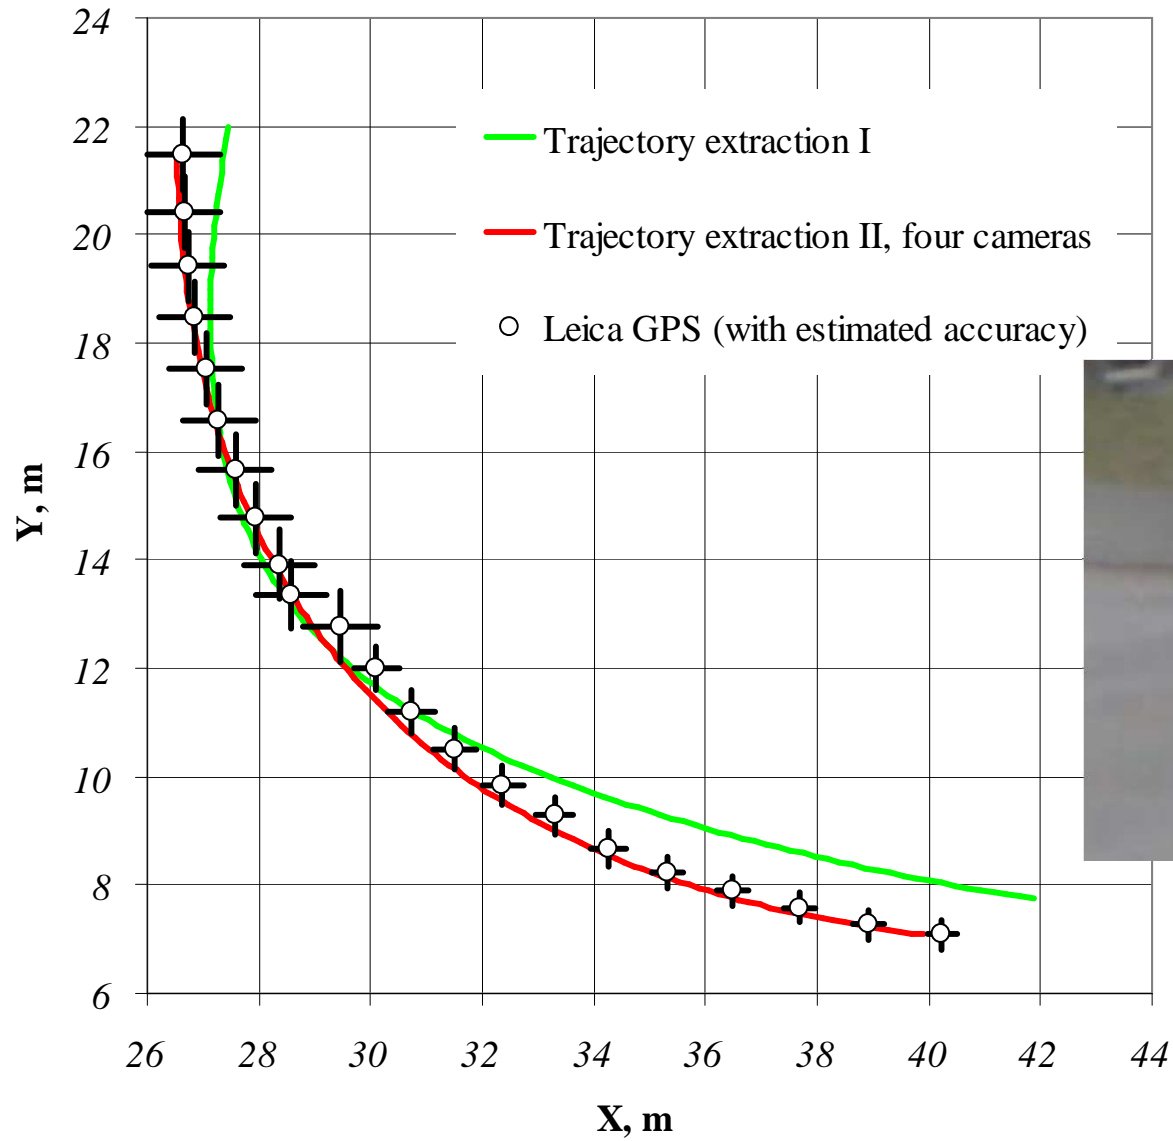 24
22
20
18
16
14
12
10
8
6
Y, m
Trajectory extraction I
Trajectory extraction II, four cameras
Leica GPS (with estimated accuracy)
26 28 30 32 34 36 38 40 42 44
X, m